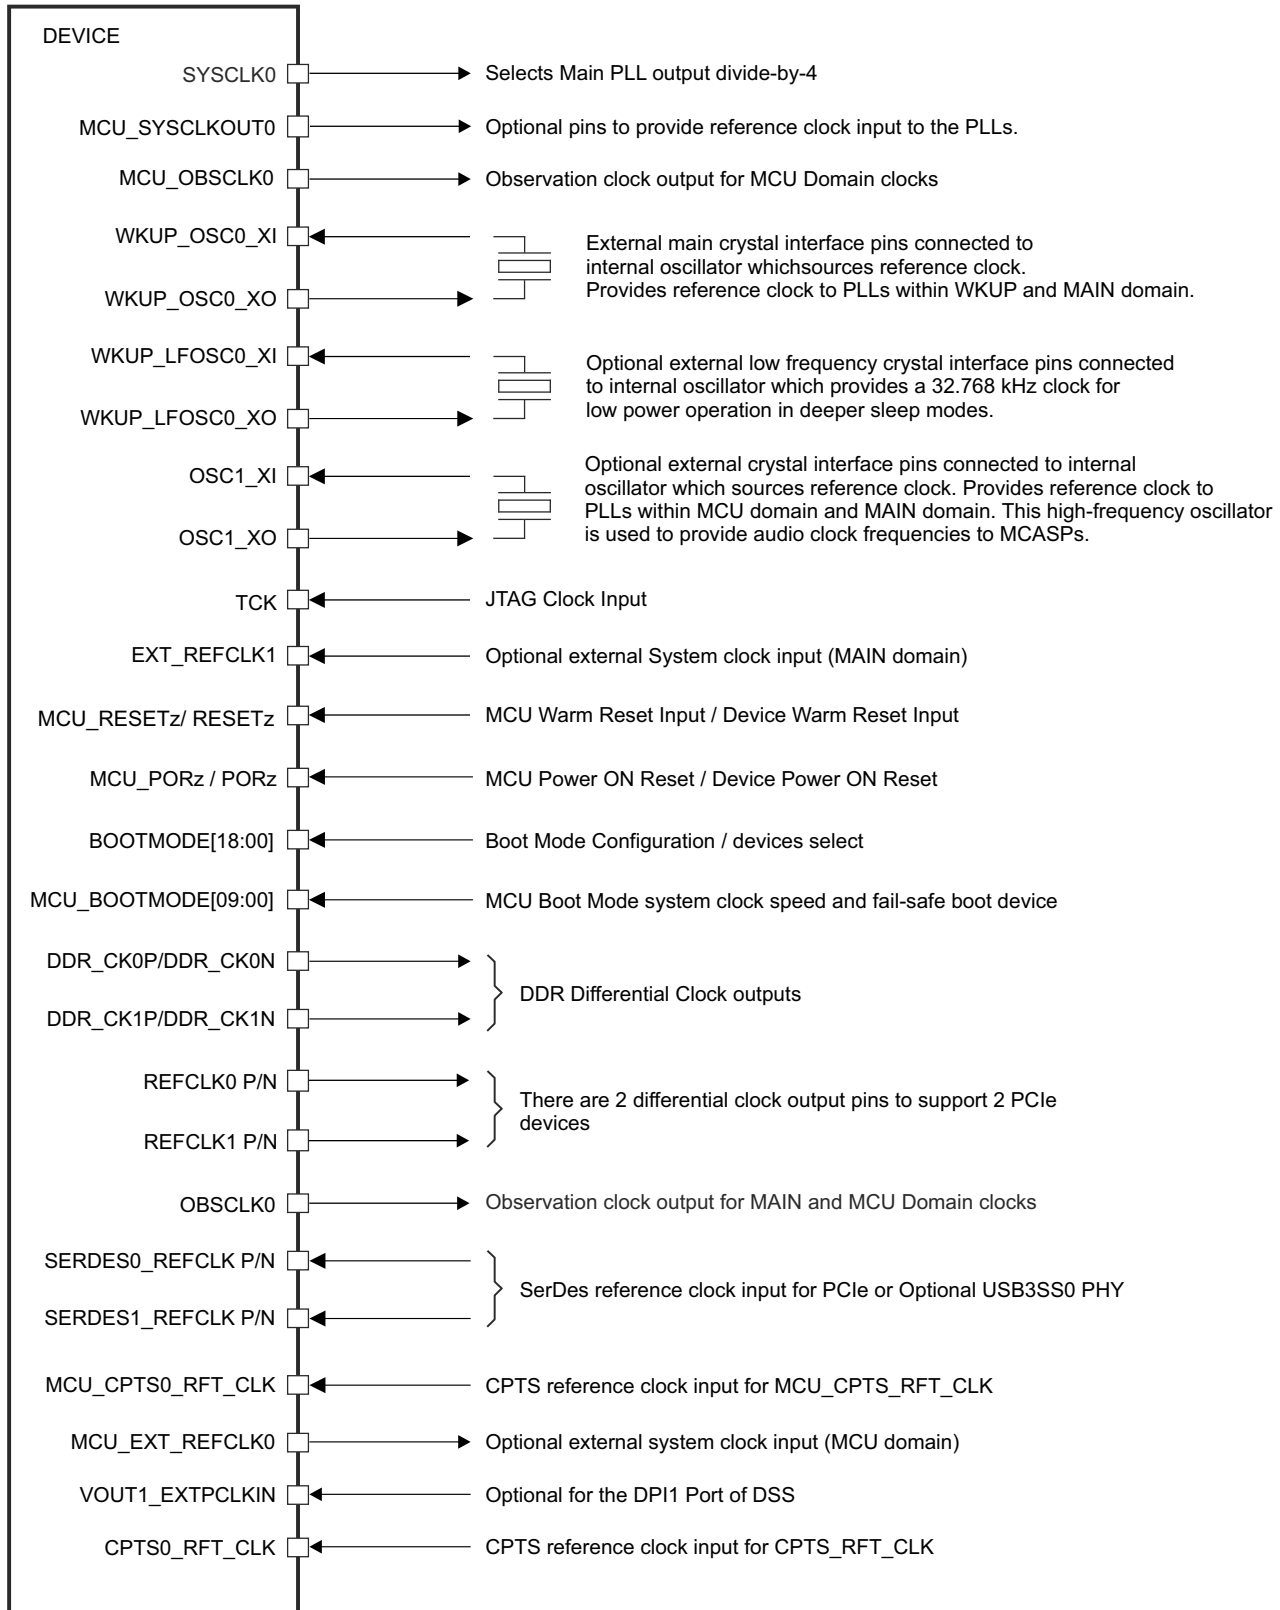 DEVICE
SYSCLK0 Selects Main PLL output divide-by-4
MCU_SYSCLKOUT0 Optional pins to provide reference clock input to the PLLs.
MCU_OBSCLK0 Observation clock output for MCU Domain clocks
WKUP_OSC0_XI
WKUP_OSC0_XO
External main crystal interface pins connected to
internal oscillator whichsources reference clock.
Provides reference clock to PLLs within WKUP and MAIN domain.
WKUP_LFOSC0_XI
WKUP_LFOSC0_XO
Optional external low frequency crystal interface pins connected
to internal oscillator which provides a 32.768 kHz clock for
low power operation in deeper sleep modes.
OSC1_XI
OSC1_XO
Optional external crystal interface pins connected to internal
oscillator which sources reference clock. Provides reference clock to
PLLs within MCU domain and MAIN domain. This high-frequency oscillator
is used to provide audio clock frequencies to MCASPs.
TCK JTAG Clock Input
EXT_REFCLK1 Optional external System clock input (MAIN domain)
MCU_RESETz/ RESETz MCU Warm Reset Input / Device Warm Reset Input
MCU_PORz / PORz MCU Power ON Reset / Device Power ON Reset
BOOTMODE[18:00] Boot Mode Configuration / devices select
MCU_BOOTMODE[09:00] MCU Boot Mode system clock speed and fail-safe boot device
DDR_CK0P/DDR_CK0N
DDR_CK1P/DDR_CK1N
DDR Differential Clock outputs
REFCLK0 P/N
REFCLK1 P/N
There are 2 differential clock output pins to support 2 PCIe
devices
OBSCLK0 Observation clock output for MAIN and MCU Domain clocks
SERDES0_REFCLK P/N
SERDES1_REFCLK P/N
SerDes reference clock input for PCIe or Optional USB3SS0 PHY
MCU_CPTS0_RFT_CLK CPTS reference clock input for MCU_CPTS_RFT_CLK
MCU_EXT_REFCLK0 Optional external system clock input (MCU domain)
VOUT1_EXTPCLKIN Optional for the DPI1 Port of DSS
CPTS0_RFT_CLK CPTS reference clock input for CPTS_RFT_CLK